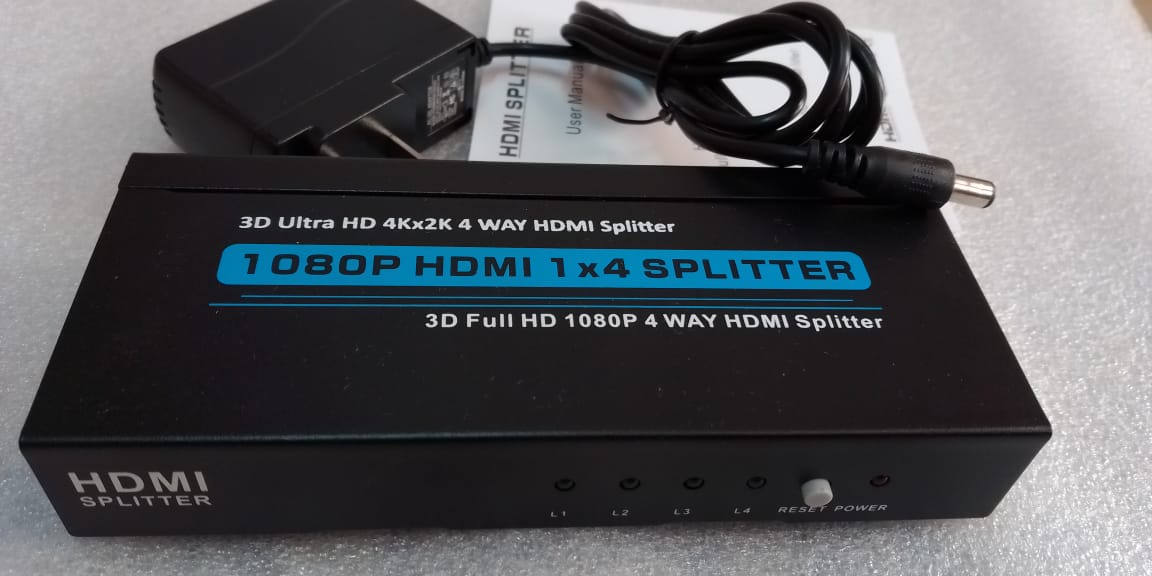 HDMI SPLITTER
User Manual
3D Ultra HD 4Kx2K 4 WAY HDMI Splitter
1080P HDMI 1x4 SPLITTER
3D Full HD 1080P 4 WAY HDMI Splitter
HDMI
SPLITTER
L1 L2 L3 L4 RESET POWER